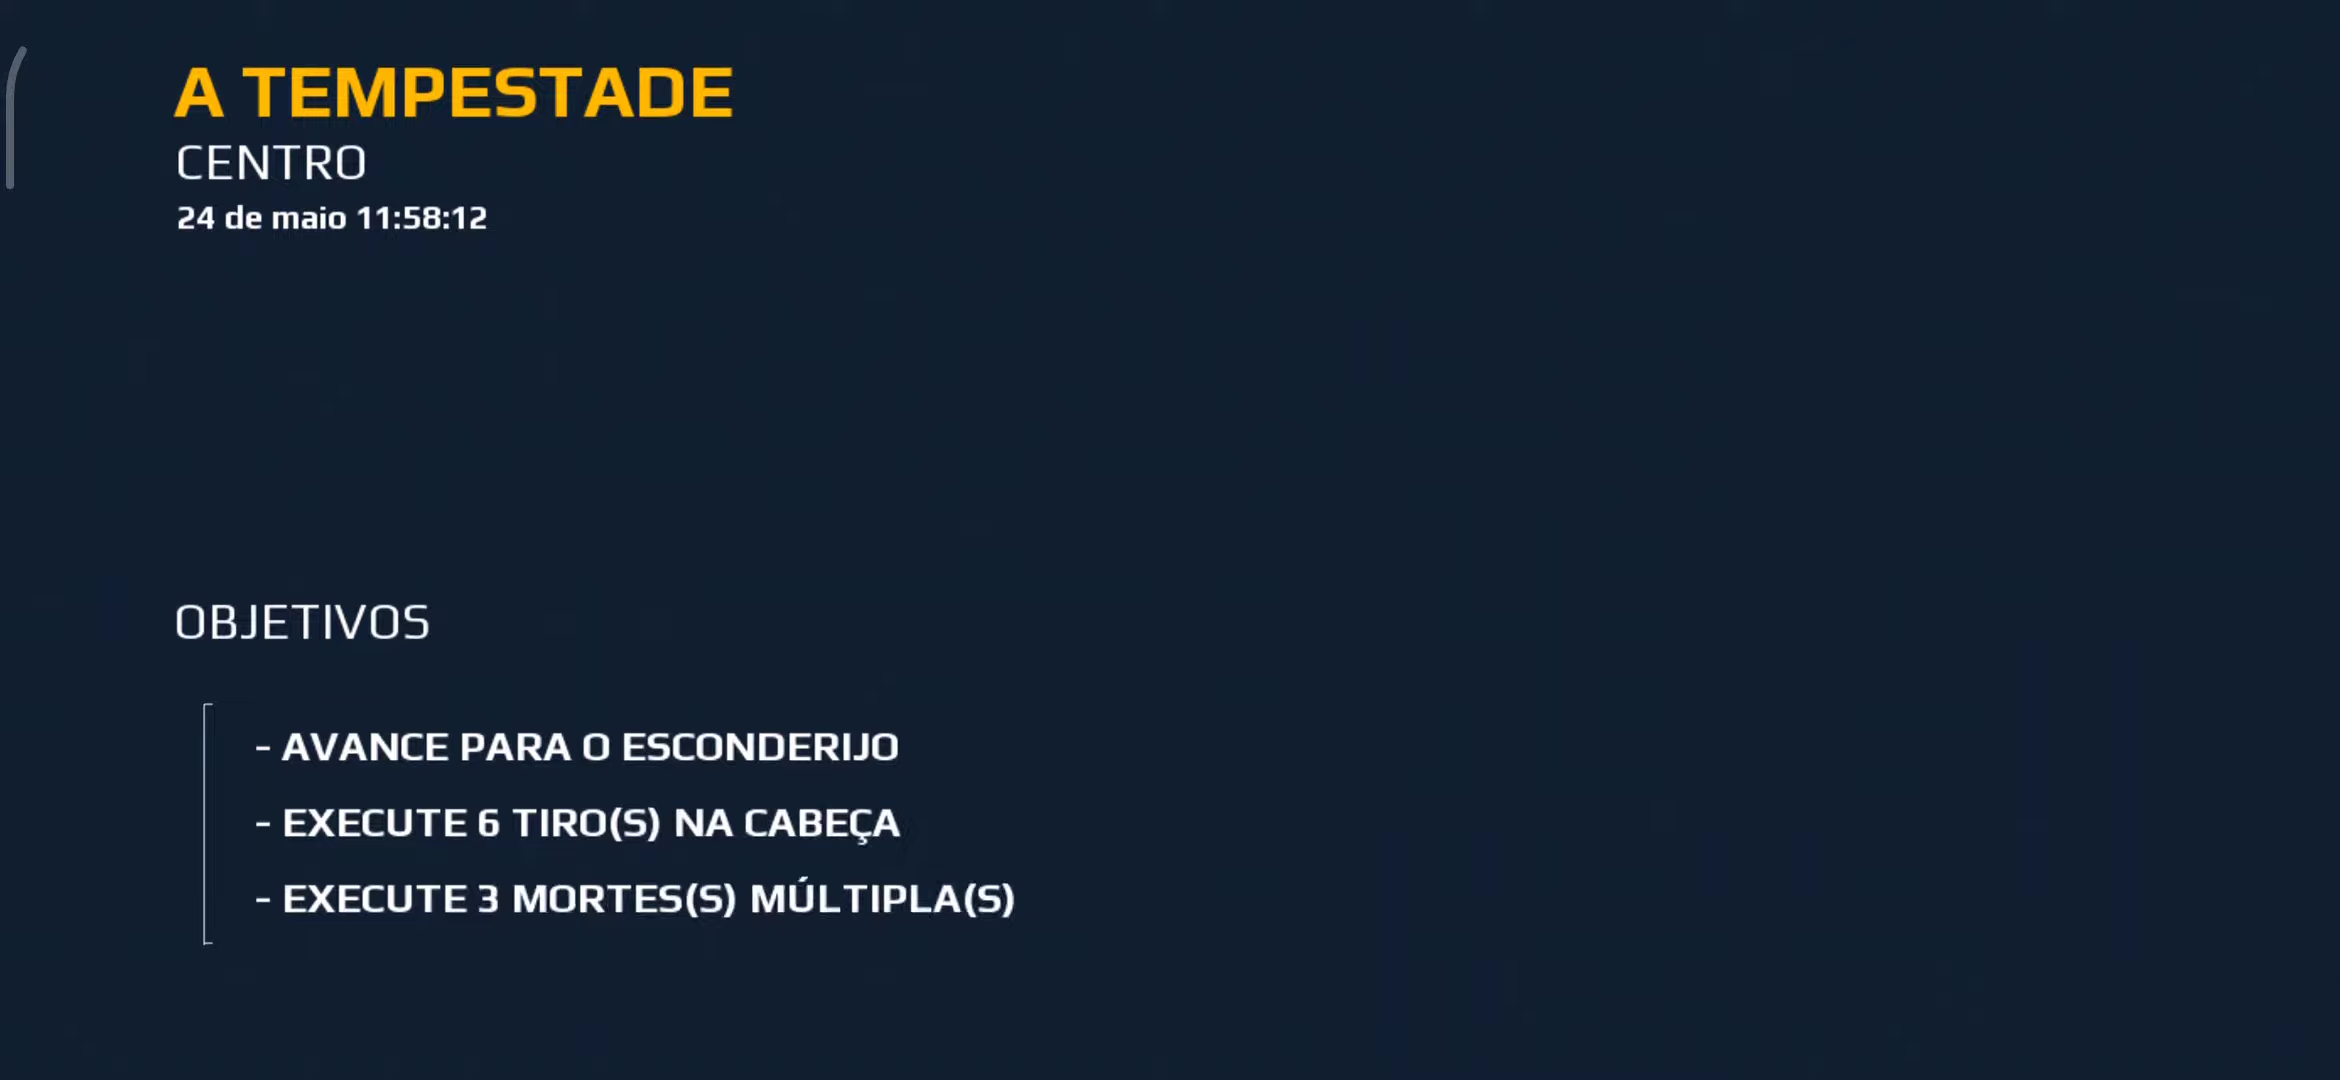 A TEMPESTADE
CENTRO
24 de maio 11:58:12
OBJETIVOS
- AVANCE PARA O ESCONDERIJO
- EXECUTE 6 TIRO(S) NA CABEÇA
- EXECUTE 3 MORTES(S) MÚLTIPLA(S)